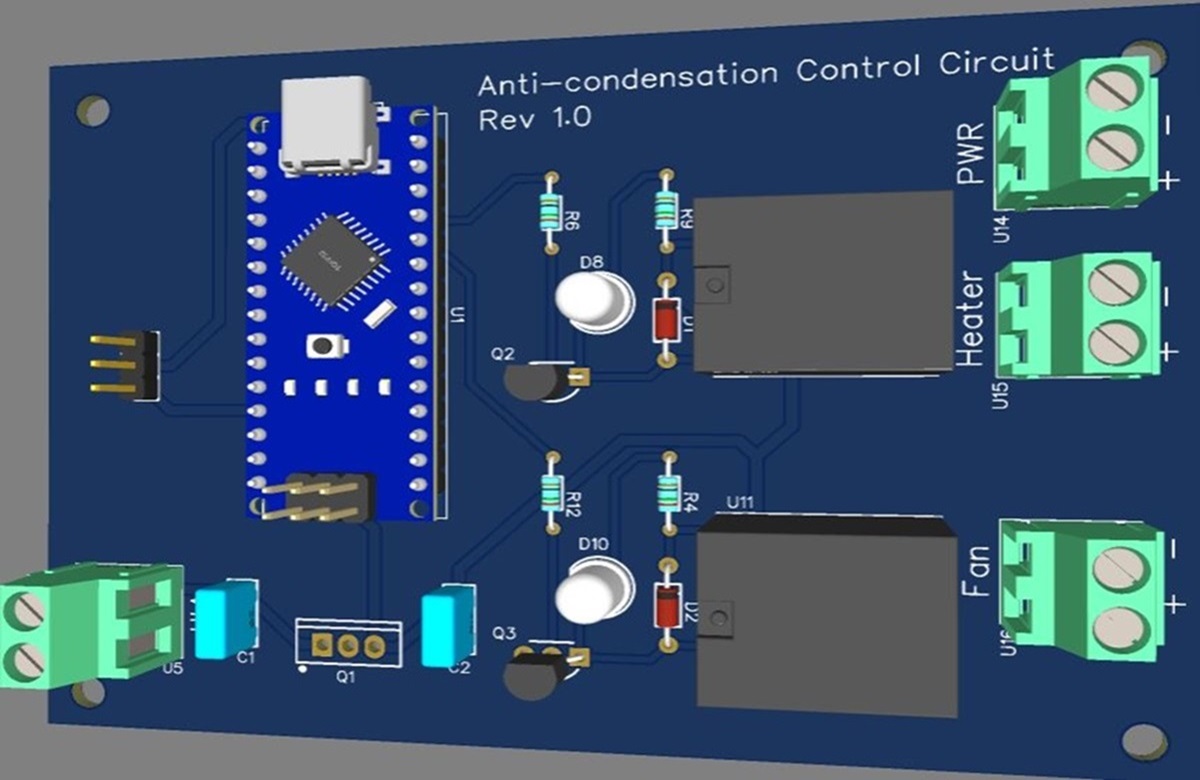 Anti-condensation Control Circuit
Rev 1.0
PWR
-
+
U14
R6
R9
D8
U1
Heater
-
+
U15
Q2
R12
R4
U11
D10
Fan
-
+
Q3
D2
U5
C1
Q1
C2